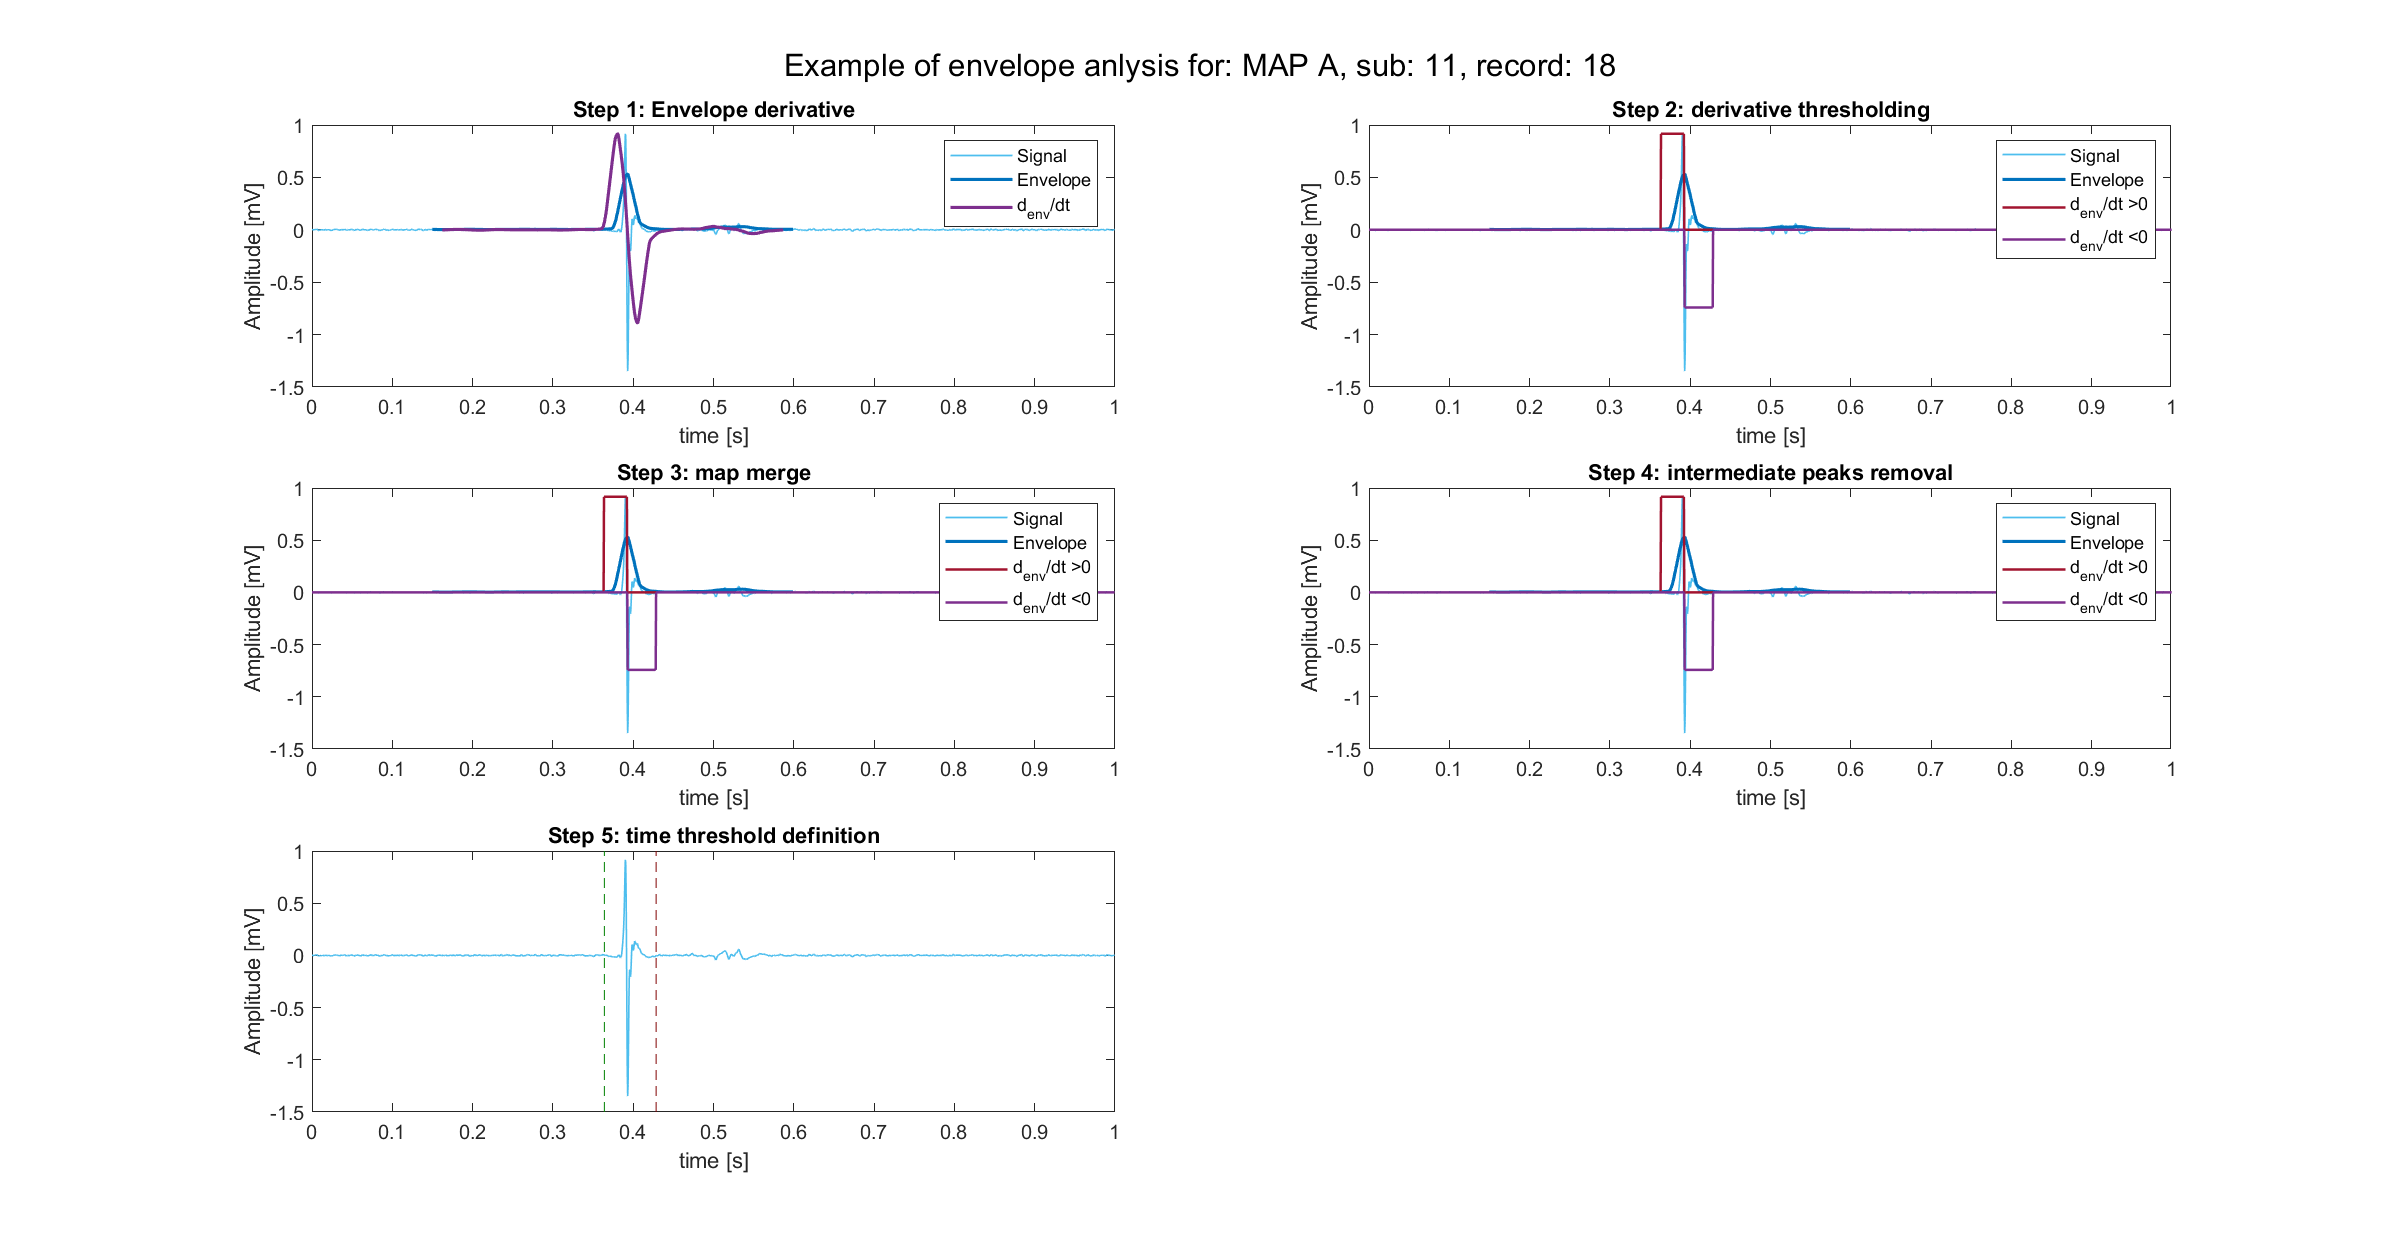 Example of envelope anlysis for: MAP A, sub: 11, record: 18
Step 1: Envelope derivative
1
0.5
0
-0.5
-1
-1.5
Amplitude [mV]
0 0.1 0.2 0.3 0.4 0.5 0.6 0.7 0.8 0.9 1
time [s]
Signal
Envelope
d_env/dt
Step 2: derivative thresholding
1
0.5
0
-0.5
-1
-1.5
Amplitude [mV]
0 0.1 0.2 0.3 0.4 0.5 0.6 0.7 0.8 0.9 1
time [s]
Signal
Envelope
d_env/dt >0
d_env/dt <0
Step 3: map merge
1
0.5
0
-0.5
-1
-1.5
Amplitude [mV]
0 0.1 0.2 0.3 0.4 0.5 0.6 0.7 0.8 0.9 1
time [s]
Signal
Envelope
d_env/dt >0
d_env/dt <0
Step 4: intermediate peaks removal
1
0.5
0
-0.5
-1
-1.5
Amplitude [mV]
0 0.1 0.2 0.3 0.4 0.5 0.6 0.7 0.8 0.9 1
time [s]
Signal
Envelope
d_env/dt >0
d_env/dt <0
Step 5: time threshold definition
1
0.5
0
-0.5
-1
-1.5
Amplitude [mV]
0 0.1 0.2 0.3 0.4 0.5 0.6 0.7 0.8 0.9 1
time [s]